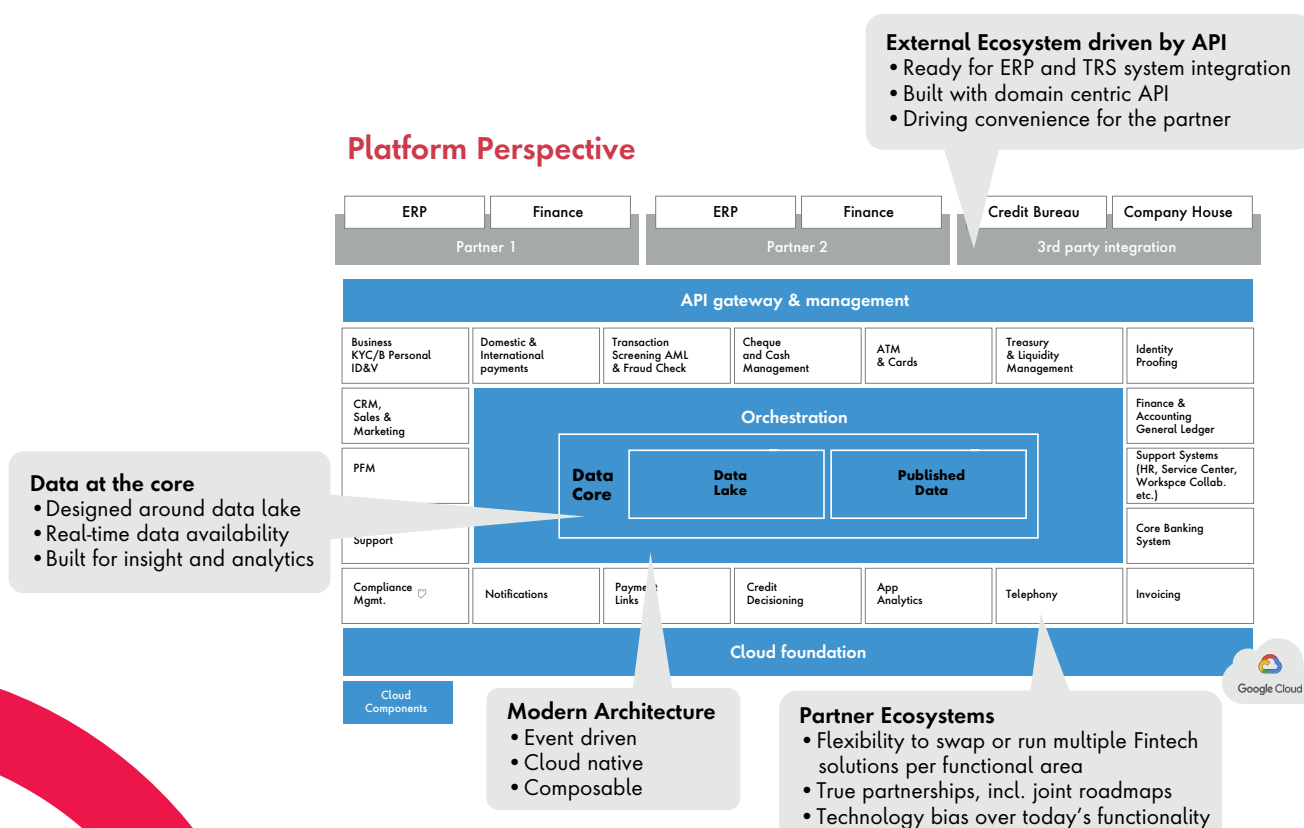 External Ecosystem driven by API
• Ready for ERP and TRS system integration
• Built with domain centric API
• Driving convenience for the partner
Platform Perspective
ERP
Finance
ERP
Finance
Credit Bureau
Company House
Partner 1
Partner 2
3rd party integration
API gateway & management
Business
KYC/B Personal
ID&V
Domestic &
International
payments
Transaction
Screening AML
& Fraud Check
Cheque
and Cash
Management
ATM
& Cards
Treasury
& Liquidity
Management
Identity
Proofing
CRM,
Sales &
Marketing
Orchestration
Finance &
Accounting
General Ledger
PFM
Data
Core
Data
Lake
Published
Data
Support Systems
(HR, Service Center,
Workspce Collab.
etc.)
Support
Core Banking
System
Data at the core
• Designed around data lake
• Real-time data availability
• Built for insight and analytics
Compliance
Mgmt.
Notifications
Payment
Links
Credit
Decisioning
App
Analytics
Telephony
Invoicing
Cloud foundation
Google Cloud
Cloud
Components
Modern Architecture
• Event driven
• Cloud native
• Composable
Partner Ecosystems
• Flexibility to swap or run multiple Fintech
solutions per functional area
• True partnerships, incl. joint roadmaps
• Technology bias over today's functionality